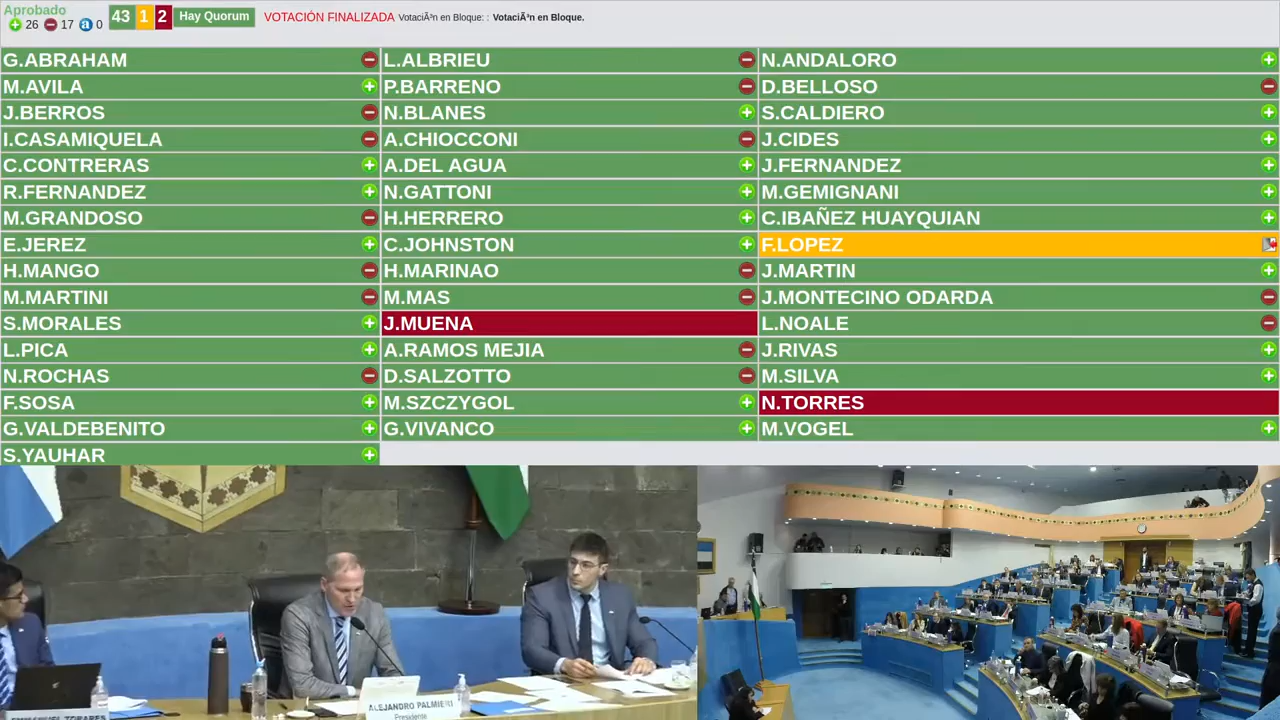 Aprobado
26 17 a 0
43 1 2 Hay Quorum VOTACIÓN FINALIZADA VotaciÃ³n en Bloque: : VotaciÃ³n en Bloque.
G.ABRAHAM L.ALBRIEU N.ANDALORO
M.AVILA P.BARRENO D.BELLOSO
J.BERROS N.BLANES S.CALDIERO
I.CASAMIQUELA A.CHIOCCONI J.CIDES
C.CONTRERAS A.DEL AGUA J.FERNANDEZ
R.FERNANDEZ N.GATTONI M.GEMIGNANI
M.GRANDOSO H.HERRERO C.IBAÑEZ HUAYQUIAN
E.JEREZ C.JOHNSTON F.LOPEZ
H.MANGO H.MARINAO J.MARTIN
M.MARTINI M.MAS J.MONTECINO ODARDA
S.MORALES J.MUENA L.NOALE
L.PICA A.RAMOS MEJIA J.RIVAS
N.ROCHAS D.SALZOTTO M.SILVA
F.SOSA M.SZCZYGOL N.TORRES
G.VALDEBENITO G.VIVANCO M.VOGEL
S.YAUHAR
ALEJANDRO PALMIERI
Presidente